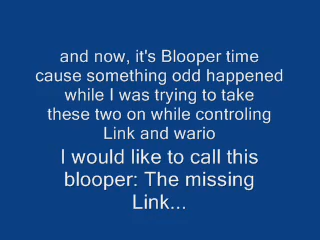 and now, it's Blooper time
cause something odd happened
while I was trying to take
these two on while controling
Link and wario
I would like to call this
blooper: The missing
Link...